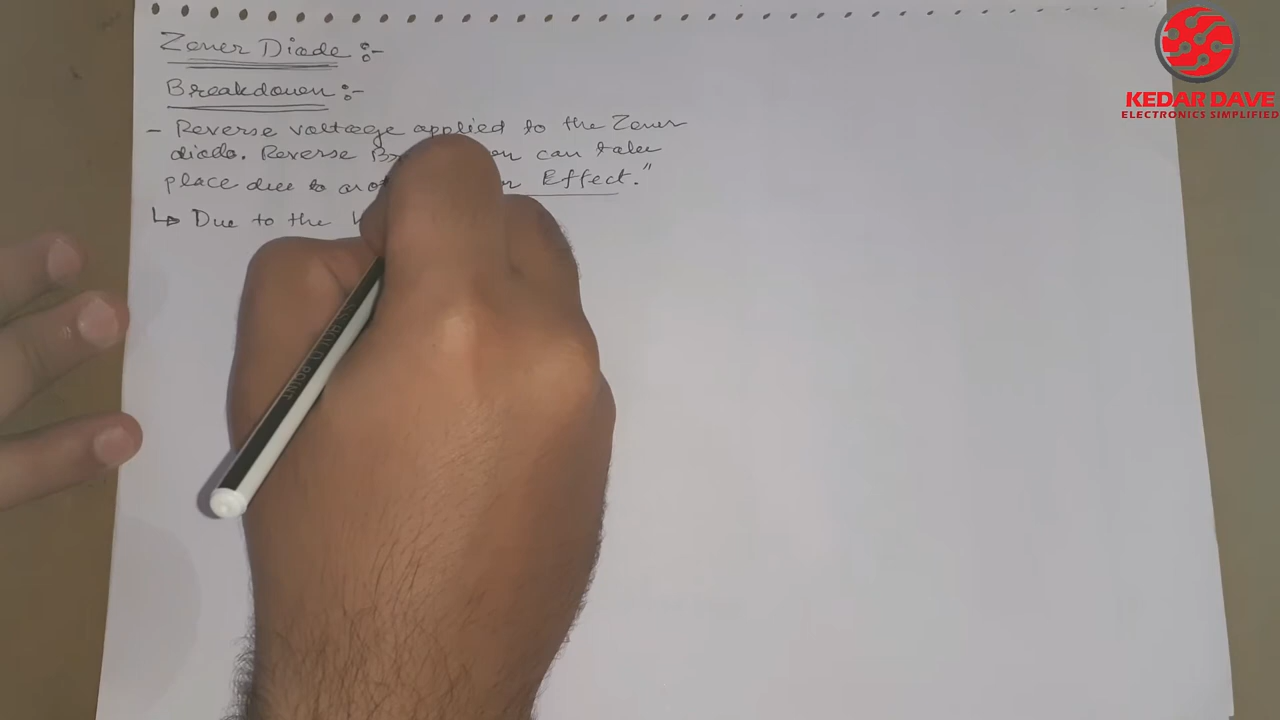 Zener Diode :-
Breakdown :-
- Reverse voltage applied to the Zener
diode. Reverse can take
place due to Effect."
↳ Due to the
KEDAR DAVE
ELECTRONICS SIMPLIFIED
POINT